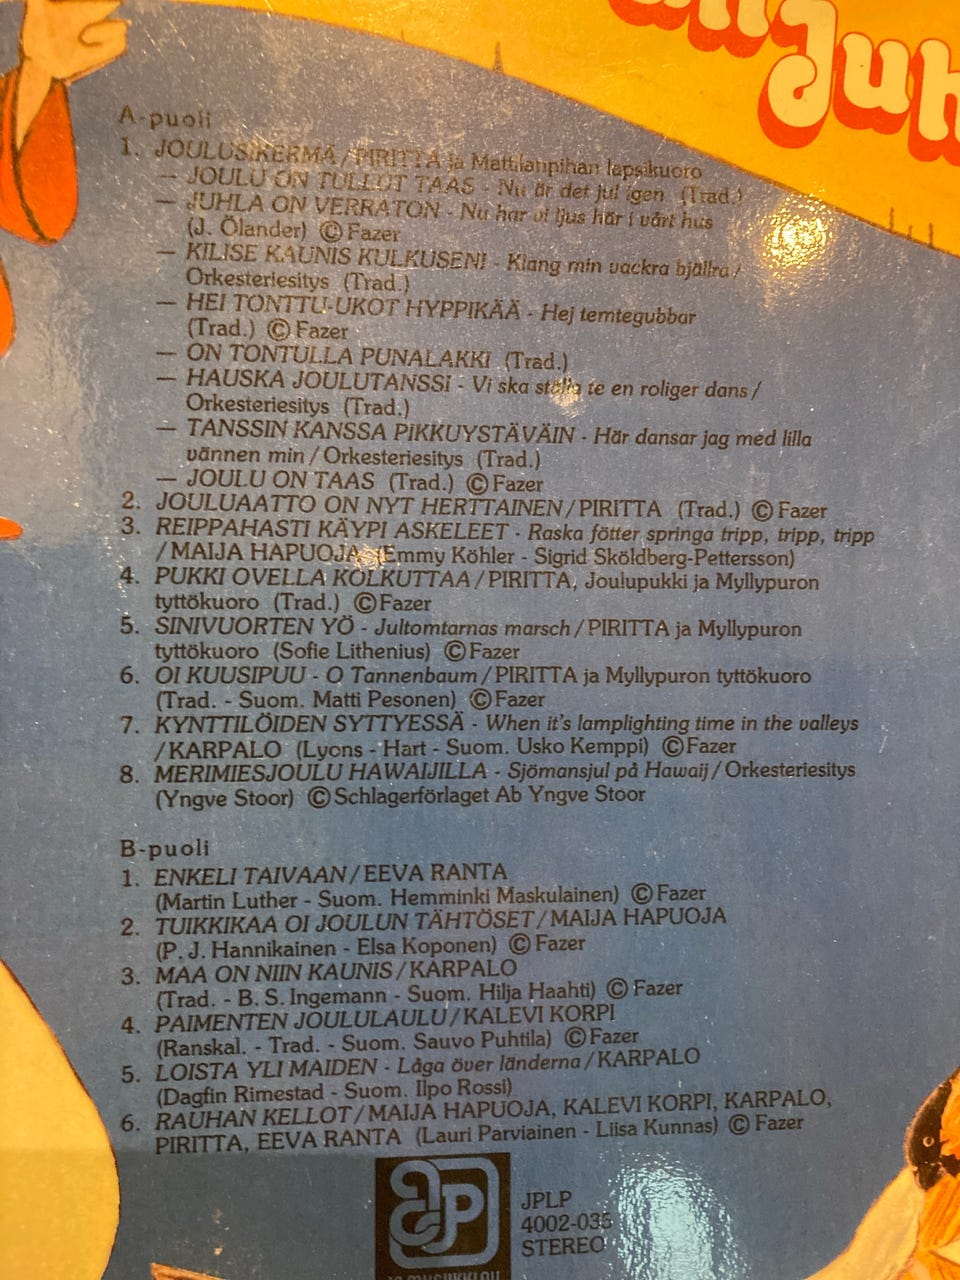 Juh
A-puoli
1. JOULUSIKERMÄ / PIRITTA ja Mattilanpihan lapsikuoro
— JOULU ON TULLUT TAAS - Nu är det jul igen (Trad.)
— JUHLA ON VERRATON - Nu har vi ljus här i vårt hus
(J. Ölander) © Fazer
— KILISE KAUNIS KULKUSENI - Klang min vackra bjällra /
Orkesteriesitys (Trad.)
— HEI TONTTU-UKOT HYPPIKÄÄ - Hej temtegubbar
(Trad.) © Fazer
— ON TONTULLA PUNALAKKI (Trad.)
— HAUSKA JOULUTANSSI - Vi ska ställa te en roliger dans /
Orkesteriesitys (Trad.)
— TANSSIN KANSSA PIKKUYSTÄVÄIN - Här dansar jag med lilla
vännen min / Orkesteriesitys (Trad.)
— JOULU ON TAAS (Trad.) © Fazer
2. JOULUAATTO ON NYT HERTTAINEN / PIRITTA (Trad.) © Fazer
3. REIPPAHASTI KÄYPI ASKELEET - Raska fötter springa tripp, tripp, tripp
/ MAIJA HAPUOJA (Emmy Köhler - Sigrid Sköldberg-Pettersson)
4. PUKKI OVELLA KOLKUTTAA / PIRITTA, Joulupukki ja Myllypuron
tyttökuoro (Trad.) © Fazer
5. SINIVUORTEN YÖ - Jultomtarnas marsch / PIRITTA ja Myllypuron
tyttökuoro (Sofie Lithenius) © Fazer
6. OI KUUSIPUU - O Tannenbaum / PIRITTA ja Myllypuron tyttökuoro
(Trad. - Suom. Matti Pesonen) © Fazer
7. KYNTTILÖIDEN SYTTYESSÄ - When it's lamplighting time in the valleys
/ KARPALO (Lyons - Hart - Suom. Usko Kemppi) © Fazer
8. MERIMIESJOULU HAWAIJILLA - Sjömansjul på Hawaij / Orkesteriesitys
(Yngve Stoor) © Schlagerförlaget Ab Yngve Stoor
B-puoli
1. ENKELI TAIVAAN / EEVA RANTA
(Martin Luther - Suom. Hemminki Maskulainen) © Fazer
2. TUIKKIKAA OI JOULUN TÄHTÖSET / MAIJA HAPUOJA
(P. J. Hannikainen - Elsa Koponen) © Fazer
3. MAA ON NIIN KAUNIS / KARPALO
(Trad. - B. S. Ingemann - Suom. Hilja Haahti) © Fazer
4. PAIMENTEN JOULULAULU / KALEVI KORPI
(Ranskal. - Trad. - Suom. Sauvo Puhtila) © Fazer
5. LOISTA YLI MAIDEN - Låga över länderna / KARPALO
(Dagfin Rimestad - Suom. Ilpo Rossi)
6. RAUHAN KELLOT / MAIJA HAPUOJA, KALEVI KORPI, KARPALO,
PIRITTA, EEVA RANTA (Lauri Parviainen - Liisa Kunnas) © Fazer
JP
JPLP
4002-035
STEREO